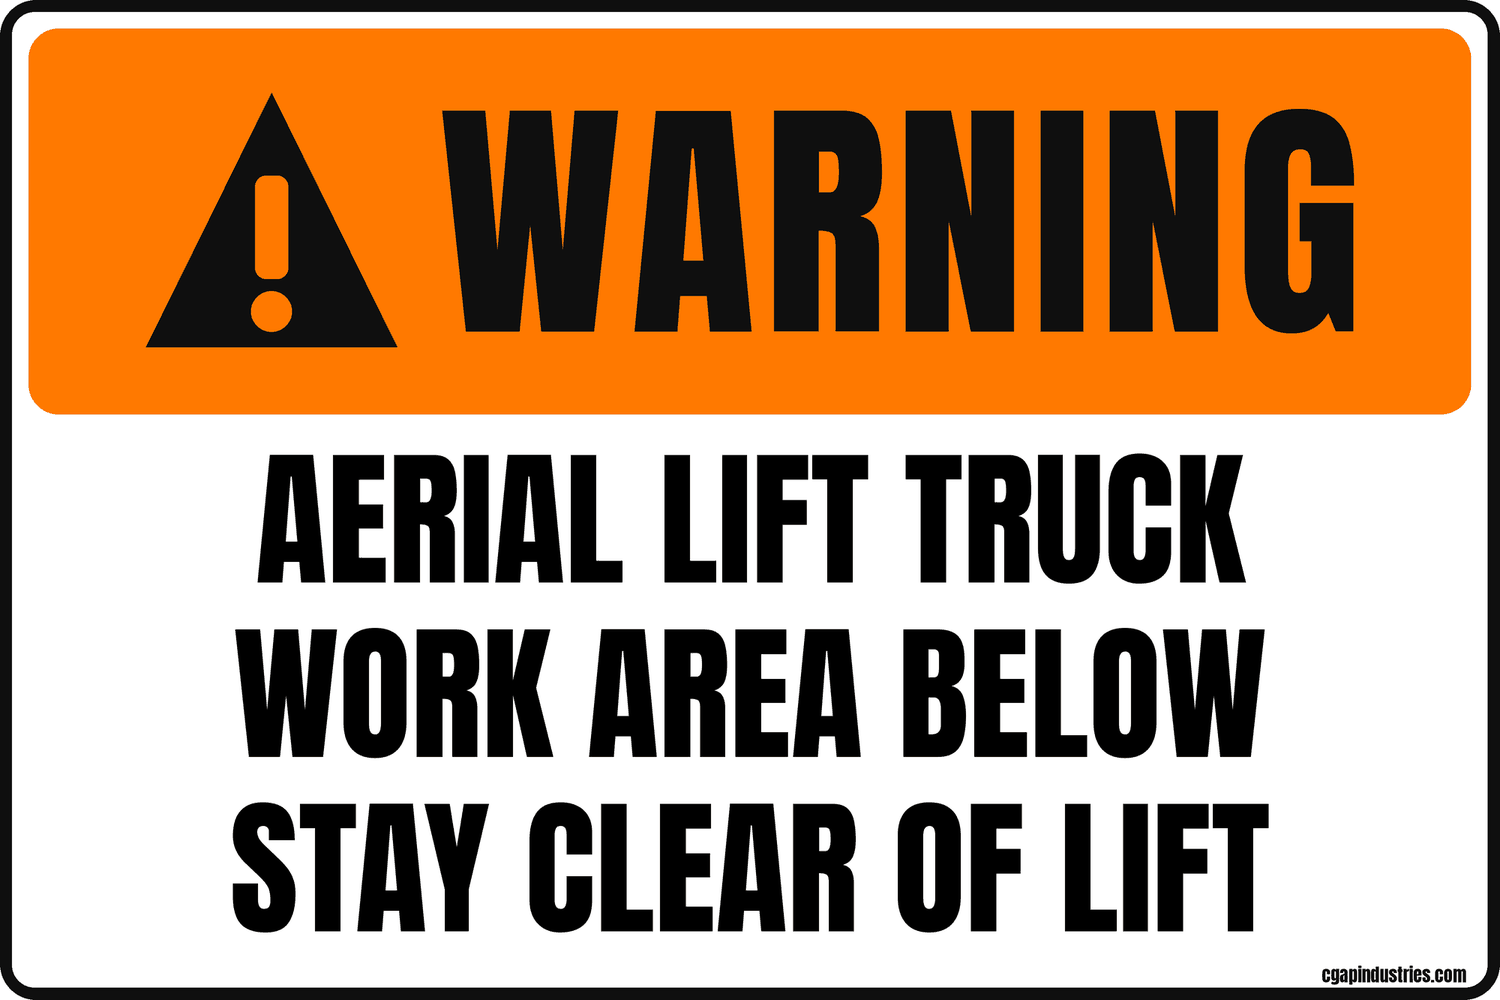 WARNING
AERIAL LIFT TRUCK
WORK AREA BELOW
STAY CLEAR OF LIFT
cgapindustries.com